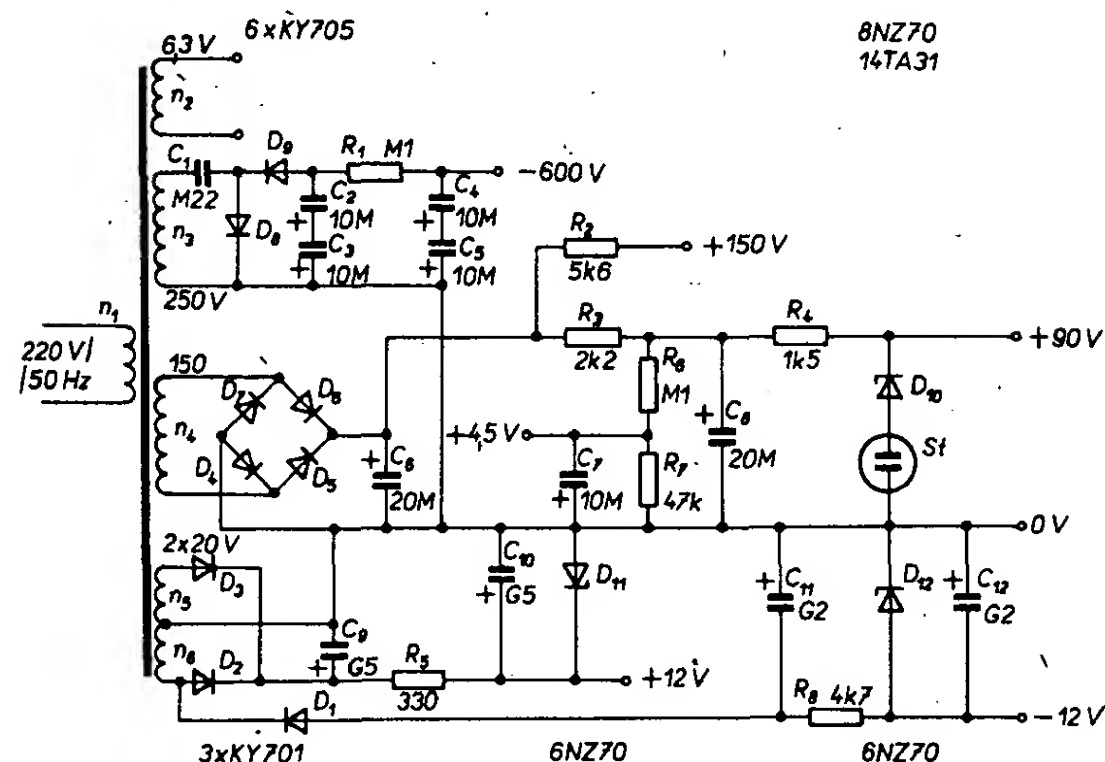 6xKY705
8NZ70
14TA31
6,3 V
n₂
C₁
M22
D₉
R₁ M1
-600 V
n₃
D₈
+ C₂
10M
+ C₃
10M
+ C₄
10M
+ C₅
10M
250 V
R₂
5k6
+150 V
n₁
220 V/
/50 Hz
150
n₄
D₇
D₆
D₄
D₅
R₃
2k2
R₄
1k5
+90 V
R₆
M1
+4,5 V
+ C₆
20M
C₇
+ 10M
R₇
47k
+ C₈
20M
D₁₀
St
0 V
2x20 V
D₃
n₅
n₆
D₂
C₉
+ G5
R₅
330
C₁₀
+ G5
D₁₁
+12 V
+ C₁₁
G2
D₁₂
+ C₁₂
G2
D₁
R₈ 4k7
-12 V
3xKY701
6NZ70
6NZ70